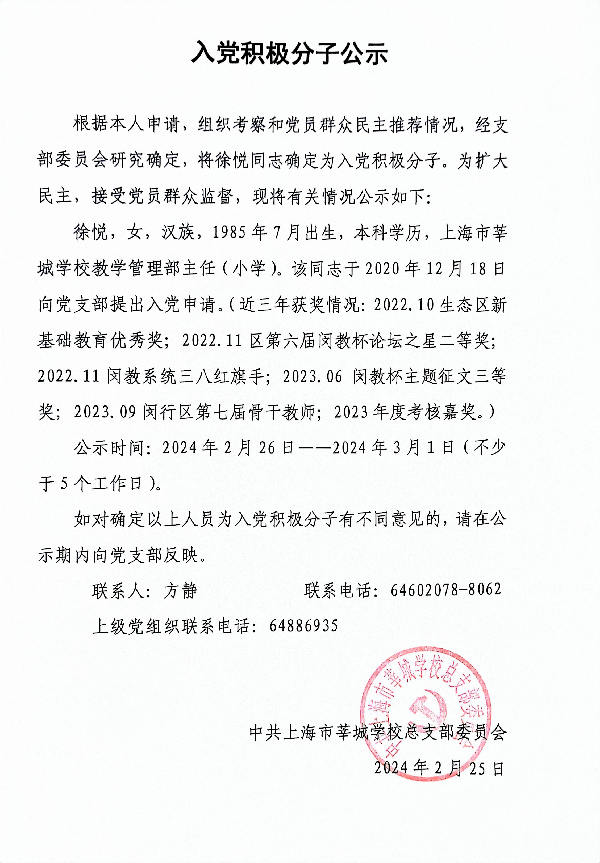 入党积极分子公示
根据本人申请，组织考察和党员群众民主推荐情况，经支
部委员会研究确定，将徐悦同志确定为入党积极分子。为扩大
民主，接受党员群众监督，现将有关情况公示如下：
徐悦，女，汉族，1985年7月出生，本科学历，上海市莘
城学校教学管理部主任（小学）。该同志于2020年12月18日
向党支部提出入党申请。（近三年获奖情况：2022.10生态区新
基础教育优秀奖；2022.11区第六届闵教杯论坛之星二等奖；
2022.11闵教系统三八红旗手；2023.06 闵教杯主题征文三等
奖；2023.09闵行区第七届骨干教师；2023年度考核嘉奖。）
公示时间：2024年2月26日——2024年3月1日（不少
于5个工作日）。
如对确定以上人员为入党积极分子有不同意见的，请在公
示期内向党支部反映。
联系人：方静 联系电话：64602078-8062
上级党组织联系电话：64886935
中共上海市莘城学校总支部委员会
中共上海市莘城学校总支部委员会
2024年2月25日